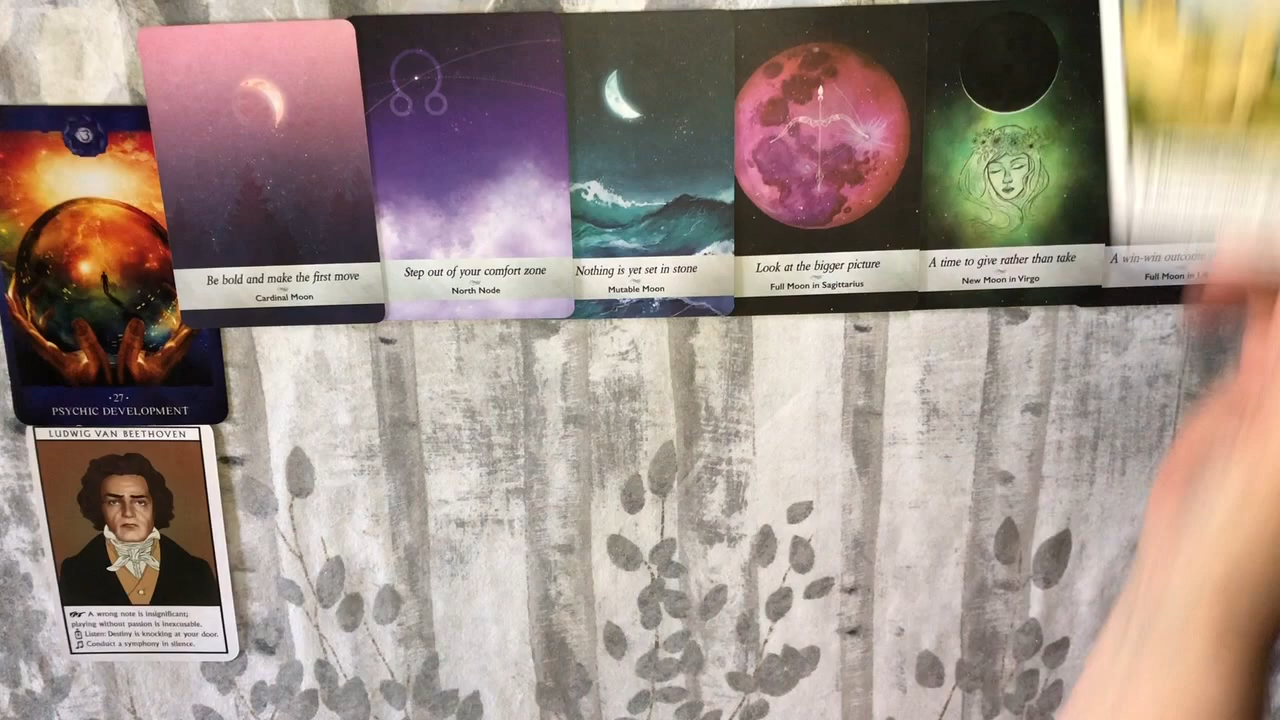 Be bold and make the first move
Cardinal Moon
Step out of your comfort zone
North Node
Nothing is yet set in stone
Mutable Moon
Look at the bigger picture
Full Moon in Sagittarius
A time to give rather than take
New Moon in Virgo
A win-win outcome
Full Moon in
·27·
PSYCHIC DEVELOPMENT
LUDWIG VAN BEETHOVEN
A wrong note is insignificant;
playing without passion is inexcusable.
Listen: Destiny is knocking at your door.
Conduct a symphony in silence.